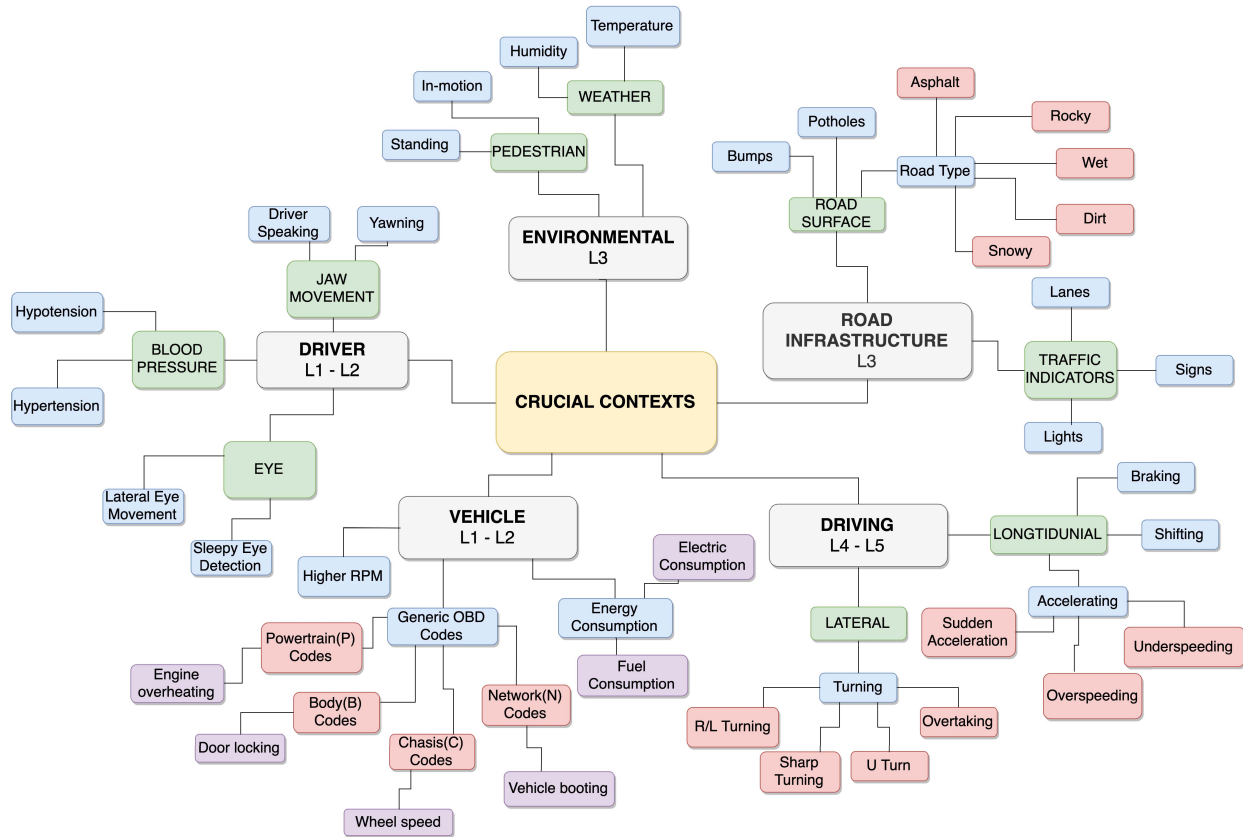 Temperature
Humidity
WEATHER
In-motion
Standing
PEDESTRIAN
ENVIRONMENTAL
L3
Asphalt
Rocky
Potholes
Bumps
Road Type
Wet
ROAD
SURFACE
Dirt
Snowy
Driver
Speaking
Yawning
JAW
MOVEMENT
Hypotension
BLOOD
PRESSURE
Hypertension
DRIVER
L1 - L2
EYE
Lateral Eye
Movement
Sleepy Eye
Detection
CRUCIAL CONTEXTS
ROAD
INFRASTRUCTURE
L3
Lanes
TRAFFIC
INDICATORS
Signs
Lights
VEHICLE
L1 - L2
Higher RPM
Generic OBD
Codes
Powertrain(P)
Codes
Engine
overheating
Body(B)
Codes
Door locking
Chasis(C)
Codes
Wheel speed
Network(N)
Codes
Vehicle booting
Energy
Consumption
Electric
Consumption
Fuel
Consumption
DRIVING
L4 - L5
LONGTIDUNIAL
Braking
Shifting
Accelerating
Sudden
Acceleration
Underspeeding
Overspeeding
LATERAL
Turning
R/L Turning
Sharp
Turning
U Turn
Overtaking